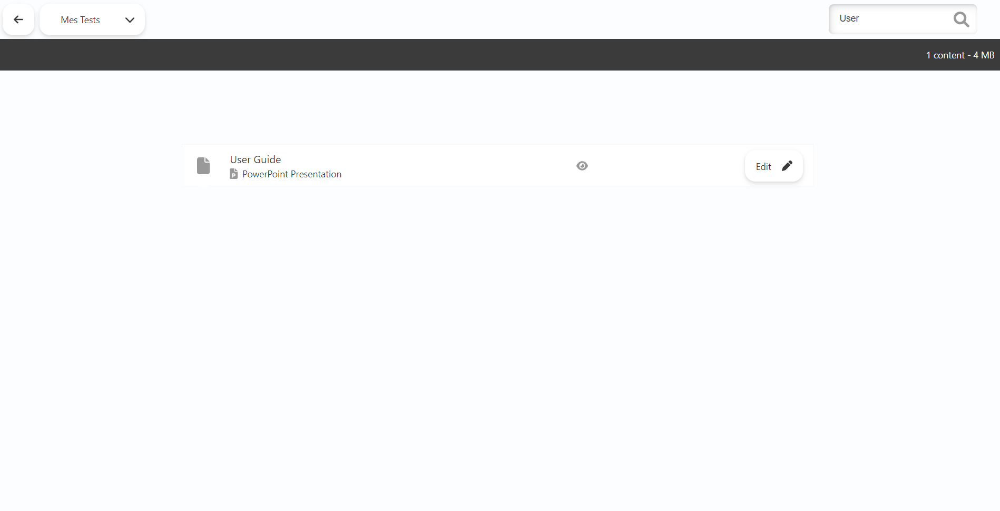 Mes Tests
User
1 content - 4 MB
User Guide
P PowerPoint Presentation
Edit